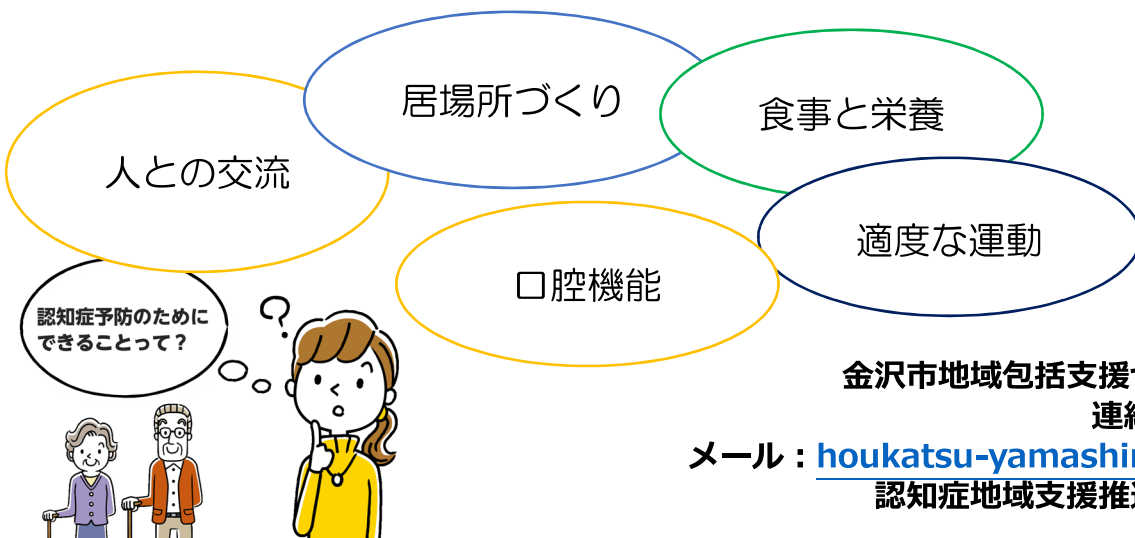 居場所づくり
食事と栄養
人との交流
適度な運動
口腔機能
認知症予防のために
できることって？
?
金沢市地域包括支援
連絡
メール：houkatsu-yamashir
認知症地域支援推進